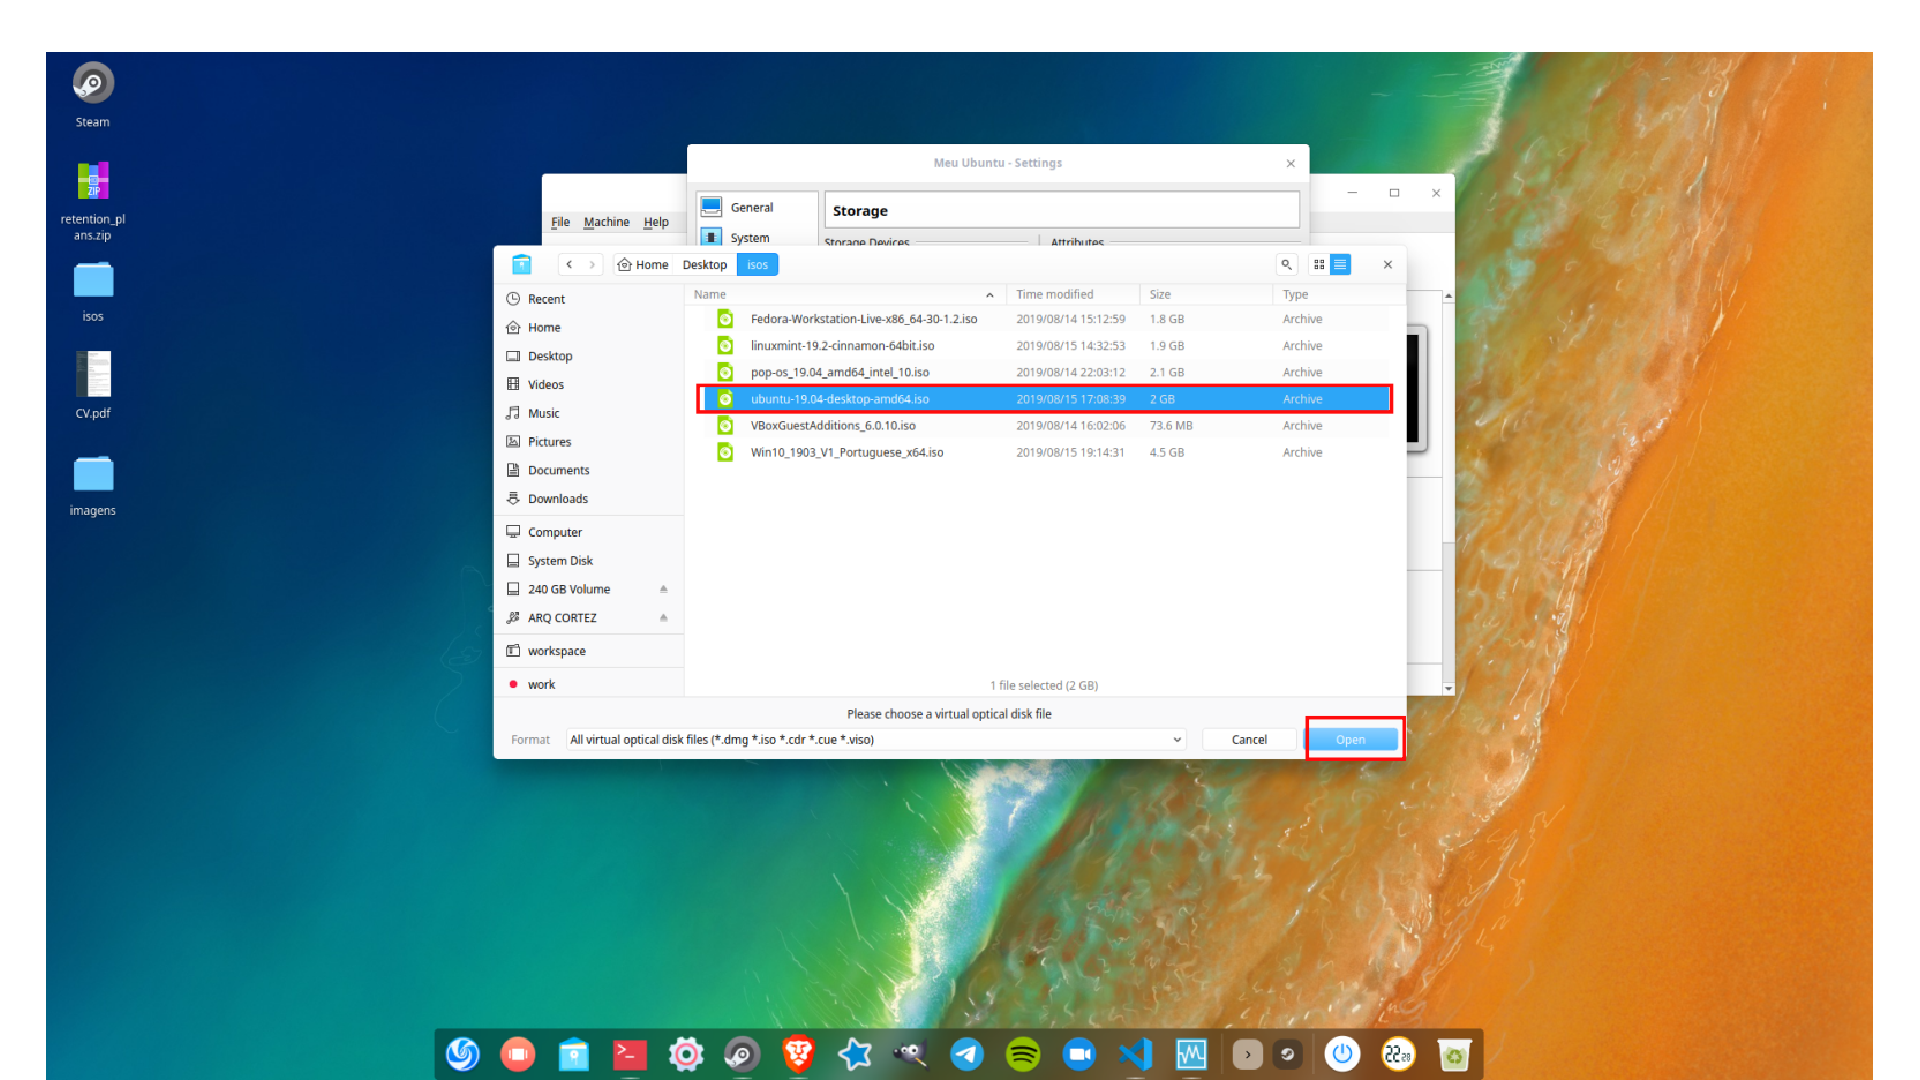 Steam
ZIP
retention_pl
ans.zip
isos
CV.pdf
imagens
Meu Ubuntu - Settings
General
Storage
File Machine Help
System
Storage Devices
Attributes
Home Desktop isos
Recent
Home
Desktop
Videos
Music
Pictures
Documents
Downloads
Computer
System Disk
240 GB Volume
ARQ CORTEZ
workspace
work
Name Time modified Size Type
Fedora-Workstation-Live-x86_64-30-1.2.iso 2019/08/14 15:12:59 1.8 GB Archive
linuxmint-19.2-cinnamon-64bit.iso 2019/08/15 14:32:53 1.9 GB Archive
pop-os_19.04_amd64_intel_10.iso 2019/08/14 22:03:12 2.1 GB Archive
ubuntu-19.04-desktop-amd64.iso 2019/08/15 17:08:39 2 GB Archive
VBoxGuestAdditions_6.0.10.iso 2019/08/14 16:02:06 73.6 MB Archive
Win10_1903_V1_Portuguese_x64.iso 2019/08/15 19:14:31 4.5 GB Archive
1 file selected (2 GB)
Please choose a virtual optical disk file
Format All virtual optical disk files (*.dmg *.iso *.cdr *.cue *.viso) Cancel Open
22 28